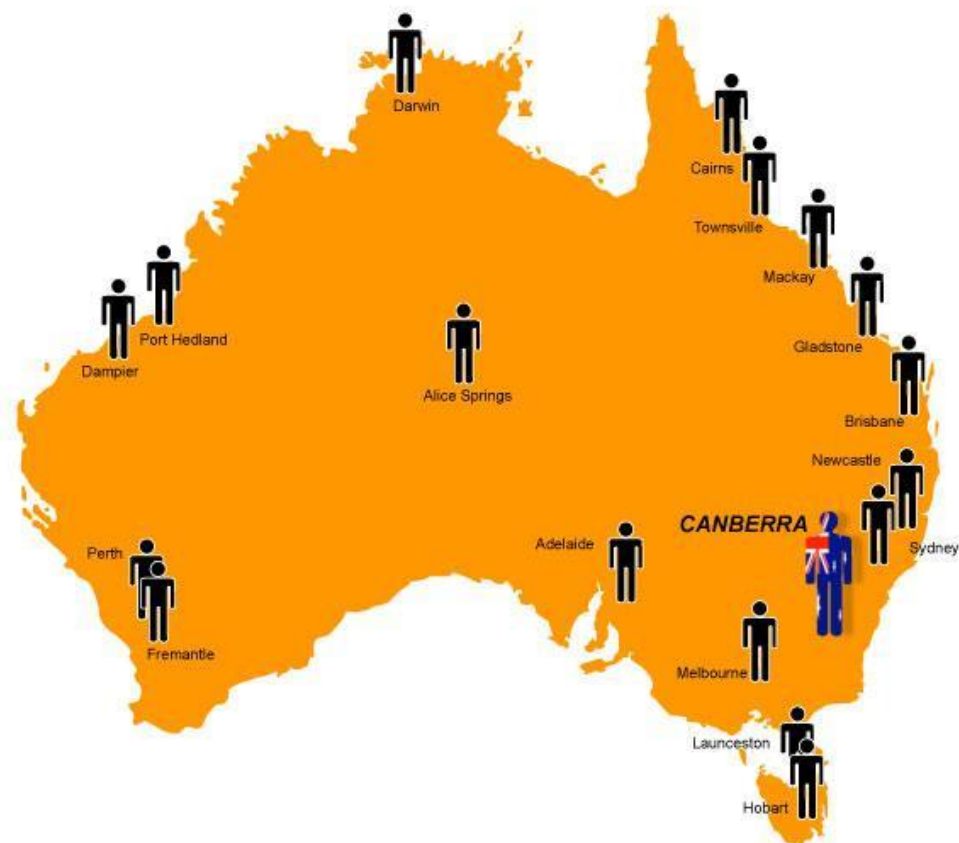 Darwin
Cairns
Townsville
Mackay
Port Hedland
Gladstone
Dampier
Alice Springs
Brisbane
Newcastle
CANBERRA
Adelaide
Sydney
Perth
Fremantle
Melbourne
Launceston
Hobart